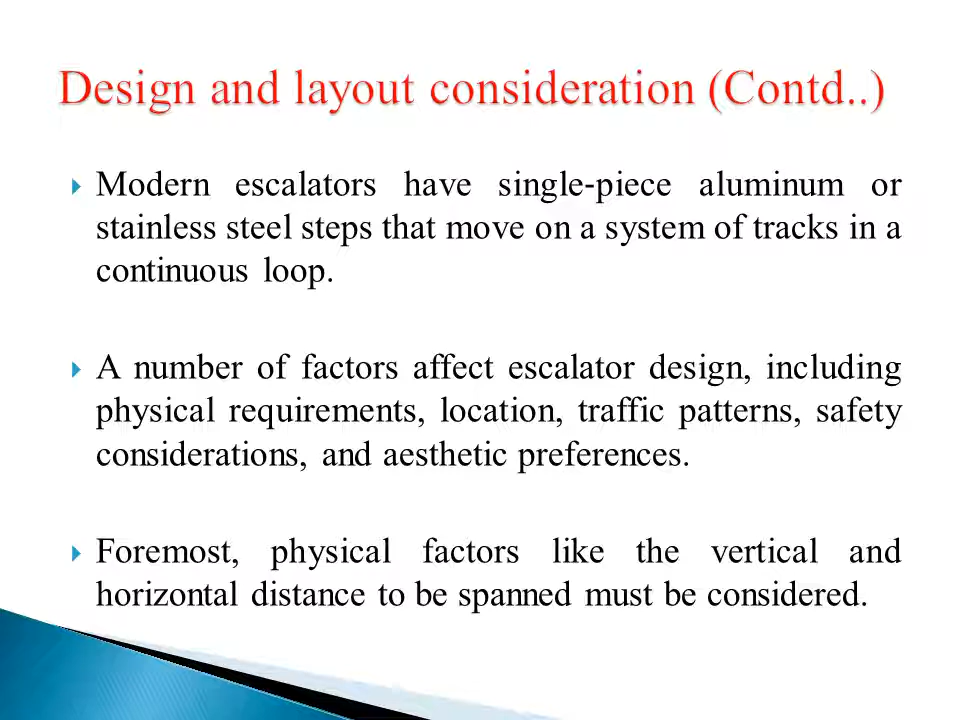 Design and layout consideration (Contd..)
Modern escalators have single-piece aluminum or
stainless steel steps that move on a system of tracks in a
continuous loop.
A number of factors affect escalator design, including
physical requirements, location, traffic patterns, safety
considerations, and aesthetic preferences.
Foremost, physical factors like the vertical and
horizontal distance to be spanned must be considered.